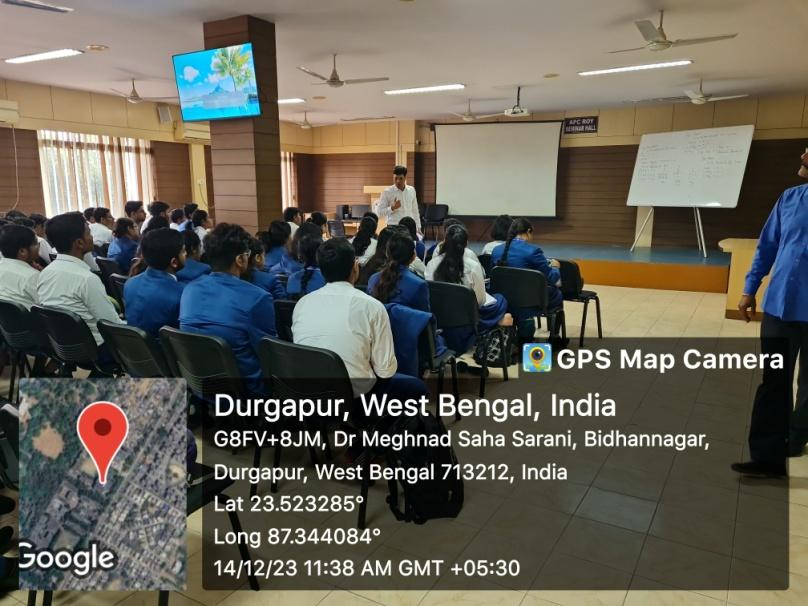 APC ROY
SEMINAR HALL
GPS Map Camera
Durgapur, West Bengal, India
G8FV+8JM, Dr Meghnad Saha Sarani, Bidhannagar,
Durgapur, West Bengal 713212, India
Lat 23.523285°
Long 87.344084°
14/12/23 11:38 AM GMT +05:30
Google